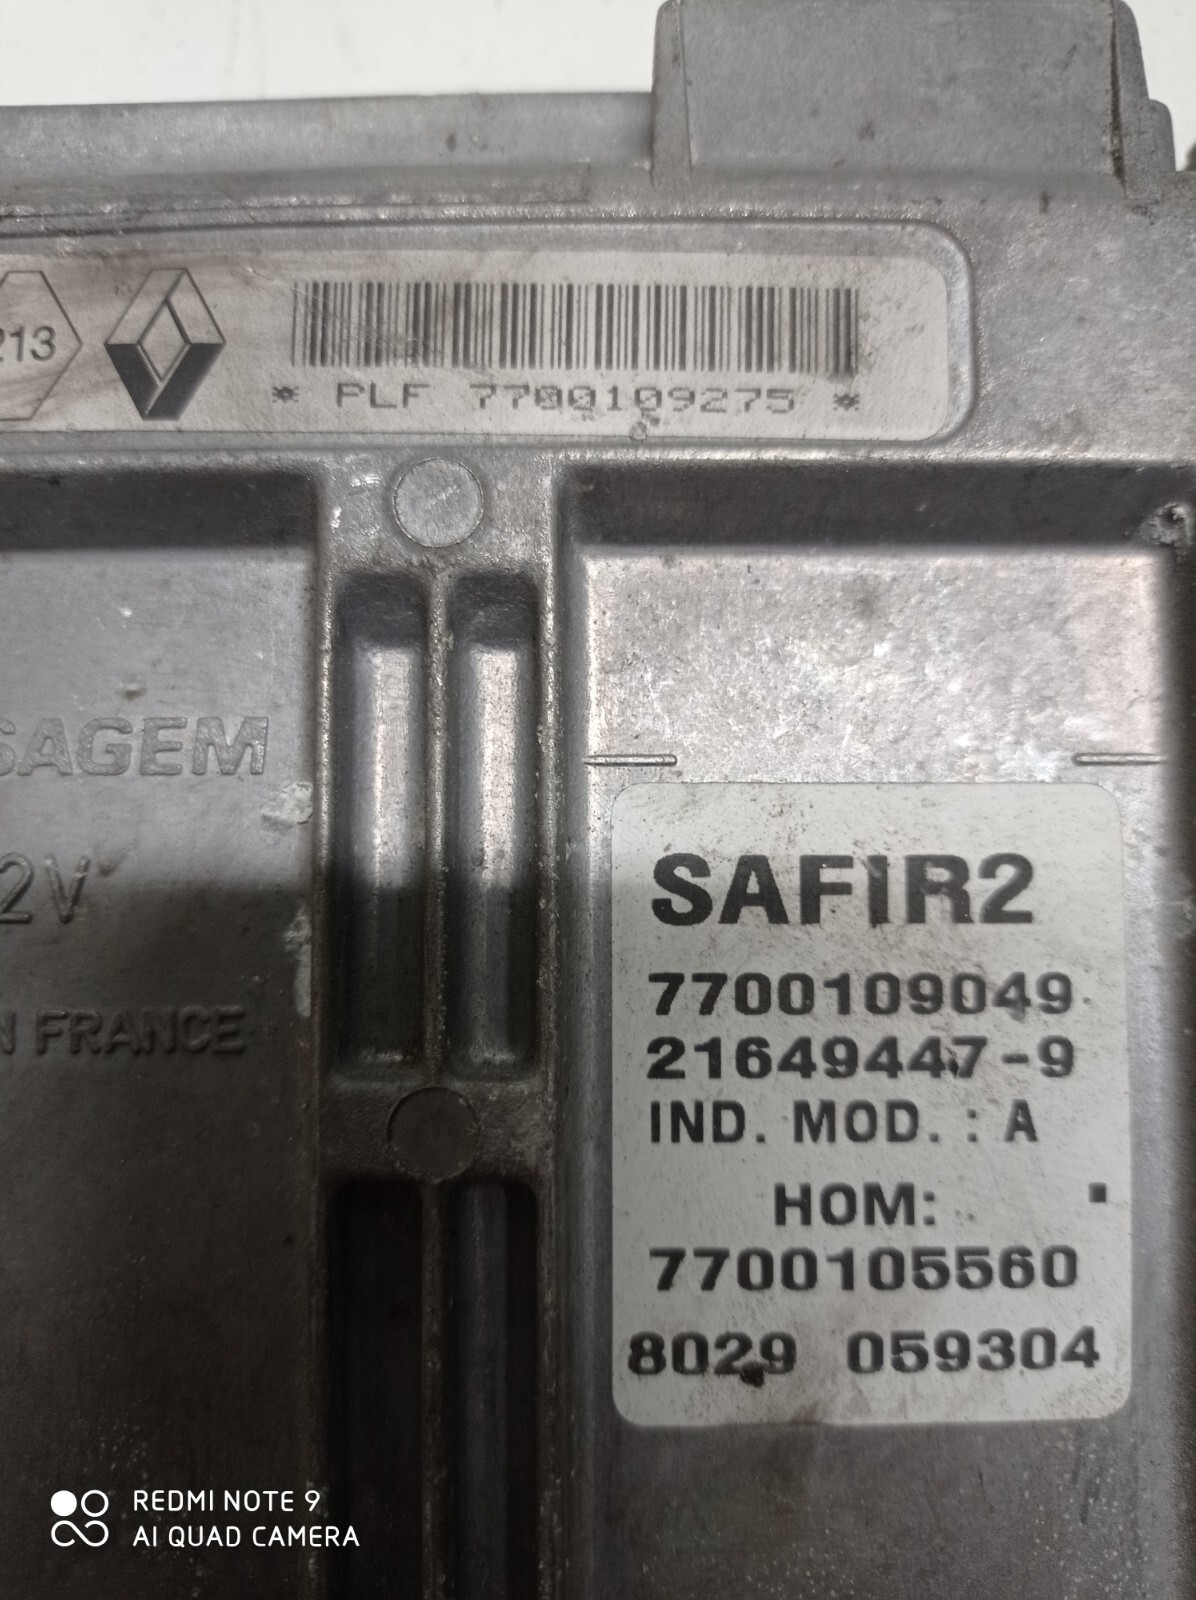 213
* PLF 7700109275 *
SAGEM
2V
N FRANCE
SAFIR2
7700109049
21649447-9
IND. MOD. : A
HOM:
7700105560
8029 059304
REDMI NOTE 9
AI QUAD CAMERA